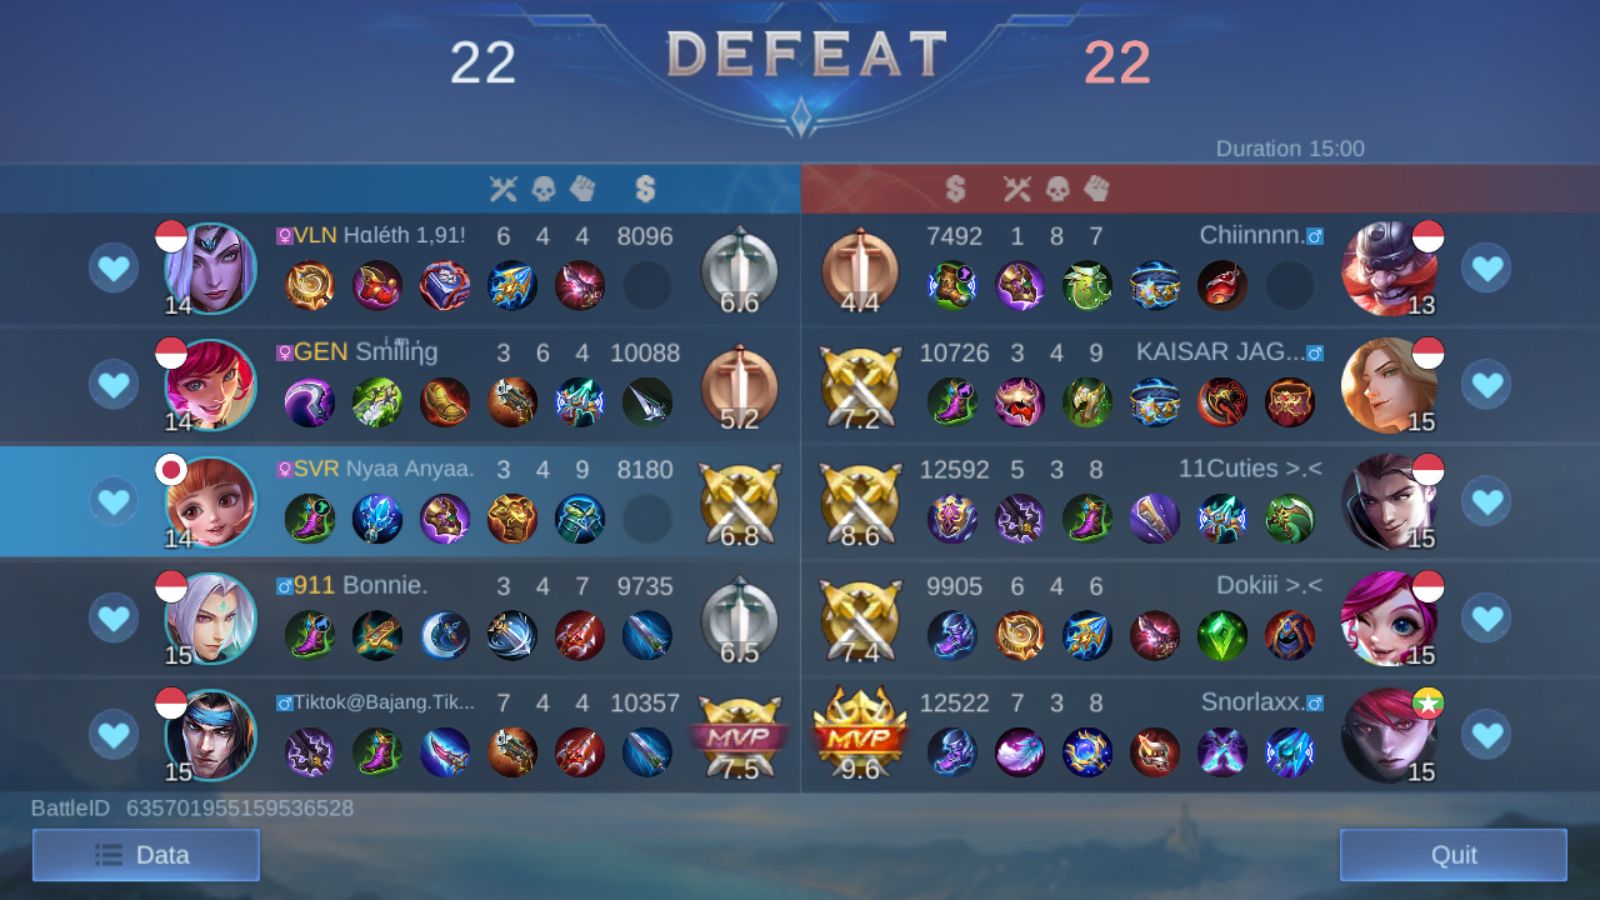 22 DEFEAT 22
Duration 15:00
VLN Hαléth 1,91! 6 4 4 8096
14 6.6
4.4 7492 1 8 7 Chiinnnn.
13
GEN 3 6 4 10088
14 5.2
7.2 10726 3 4 9 KAISAR JAG...
15
SVR Nyaa Anyaa. 3 4 9 8180
14 6.8
8.6 12592 5 3 8 11Cuties >.<
15
911 Bonnie. 3 4 7 9735
15 6.5
7.4 9905 6 4 6 Dokiii >.<
15
Tiktok@Bajang.Tik... 7 4 4 10357
15 MVP 7.5
MVP 9.6 12522 7 3 8 Snorlaxx.
15
BattleID 635701955159536528
Data
Quit